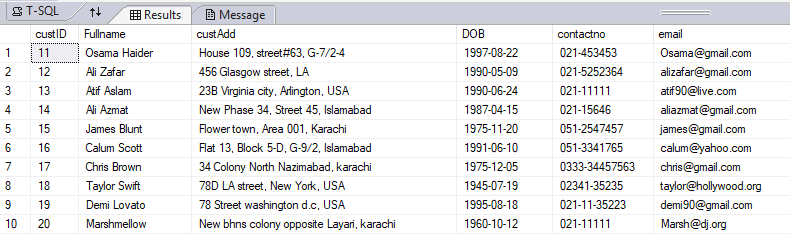 T-SQL Results Message
custID Fullname custAdd DOB contactno email
1 11 Osama Haider House 109, street#63, G-7/2-4 1997-08-22 021-453453 Osama@gmail.com
2 12 Ali Zafar 456 Glasgow street, LA 1990-05-09 021-5252364 alizafar@gmail.com
3 13 Atif Aslam 23B Virginia city, Arlington, USA 1990-06-24 021-11111 atif90@live.com
4 14 Ali Azmat New Phase 34, Street 45, Islamabad 1987-04-15 021-15646 aliazmat@gmail.com
5 15 James Blunt Flower town, Area 001, Karachi 1975-11-20 051-2547457 james@gmail.com
6 16 Calum Scott Flat 13, Block 5-D, G-9/2, Islamabad 1991-06-10 051-3341765 calum@yahoo.com
7 17 Chris Brown 34 Colony North Nazimabad, karachi 1975-12-05 0333-34457563 chris@gmail.com
8 18 Taylor Swift 78D LA street, New York, USA 1945-07-19 02341-35235 taylor@hollywood.org
9 19 Demi Lovato 78 Street washington d.c, USA 1995-08-18 021-11-35223 demi90@gmail.com
10 20 Marshmellow New bhns colony opposite Layari, karachi 1960-10-12 021-11111 Marsh@dj.org